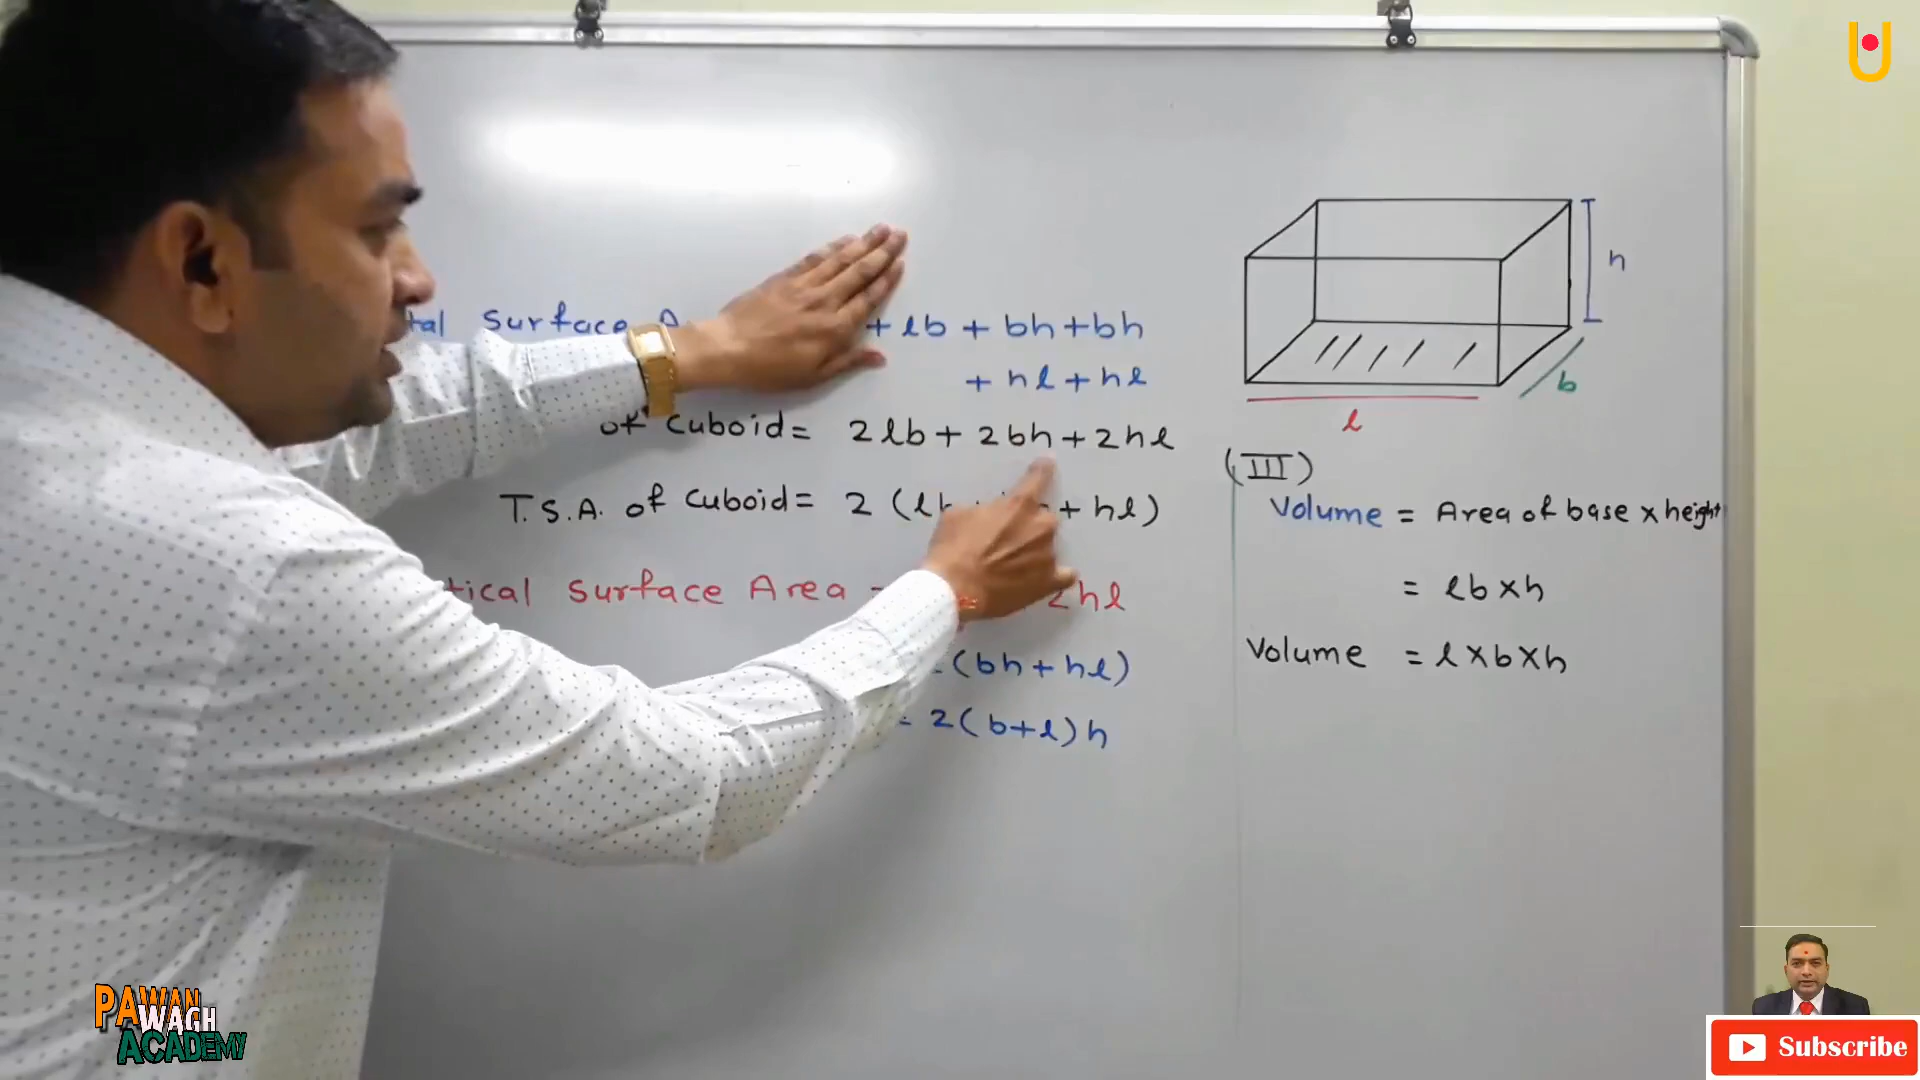 tal Surface + lb + bh + bh
+ hl + hl
of Cuboid = 2lb + 2bh + 2hl
T.S.A. of Cuboid = 2 (lb + hl)
tical Surface Area = 2hl
(bh + hl)
= 2(b+l)h
h
b
l
(III)
Volume = Area of base x height
= lb x h
Volume = l x b x h
PAWAN
WAGH
ACADEMY
Subscribe